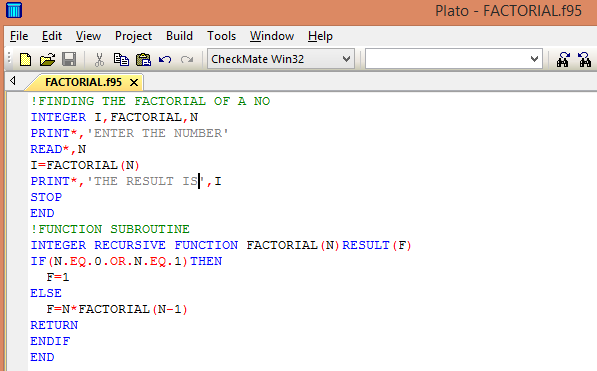 Plato - FACTORIAL.f95
File Edit View Project Build Tools Window Help
CheckMate Win32
FACTORIAL.f95
!FINDING THE FACTORIAL OF A NO
INTEGER I,FACTORIAL,N
PRINT*,'ENTER THE NUMBER'
READ*,N
I=FACTORIAL(N)
PRINT*,'THE RESULT IS',I
STOP
END
!FUNCTION SUBROUTINE
INTEGER RECURSIVE FUNCTION FACTORIAL(N)RESULT(F)
IF(N.EQ.0.OR.N.EQ.1)THEN
F=1
ELSE
F=N*FACTORIAL(N-1)
RETURN
ENDIF
END